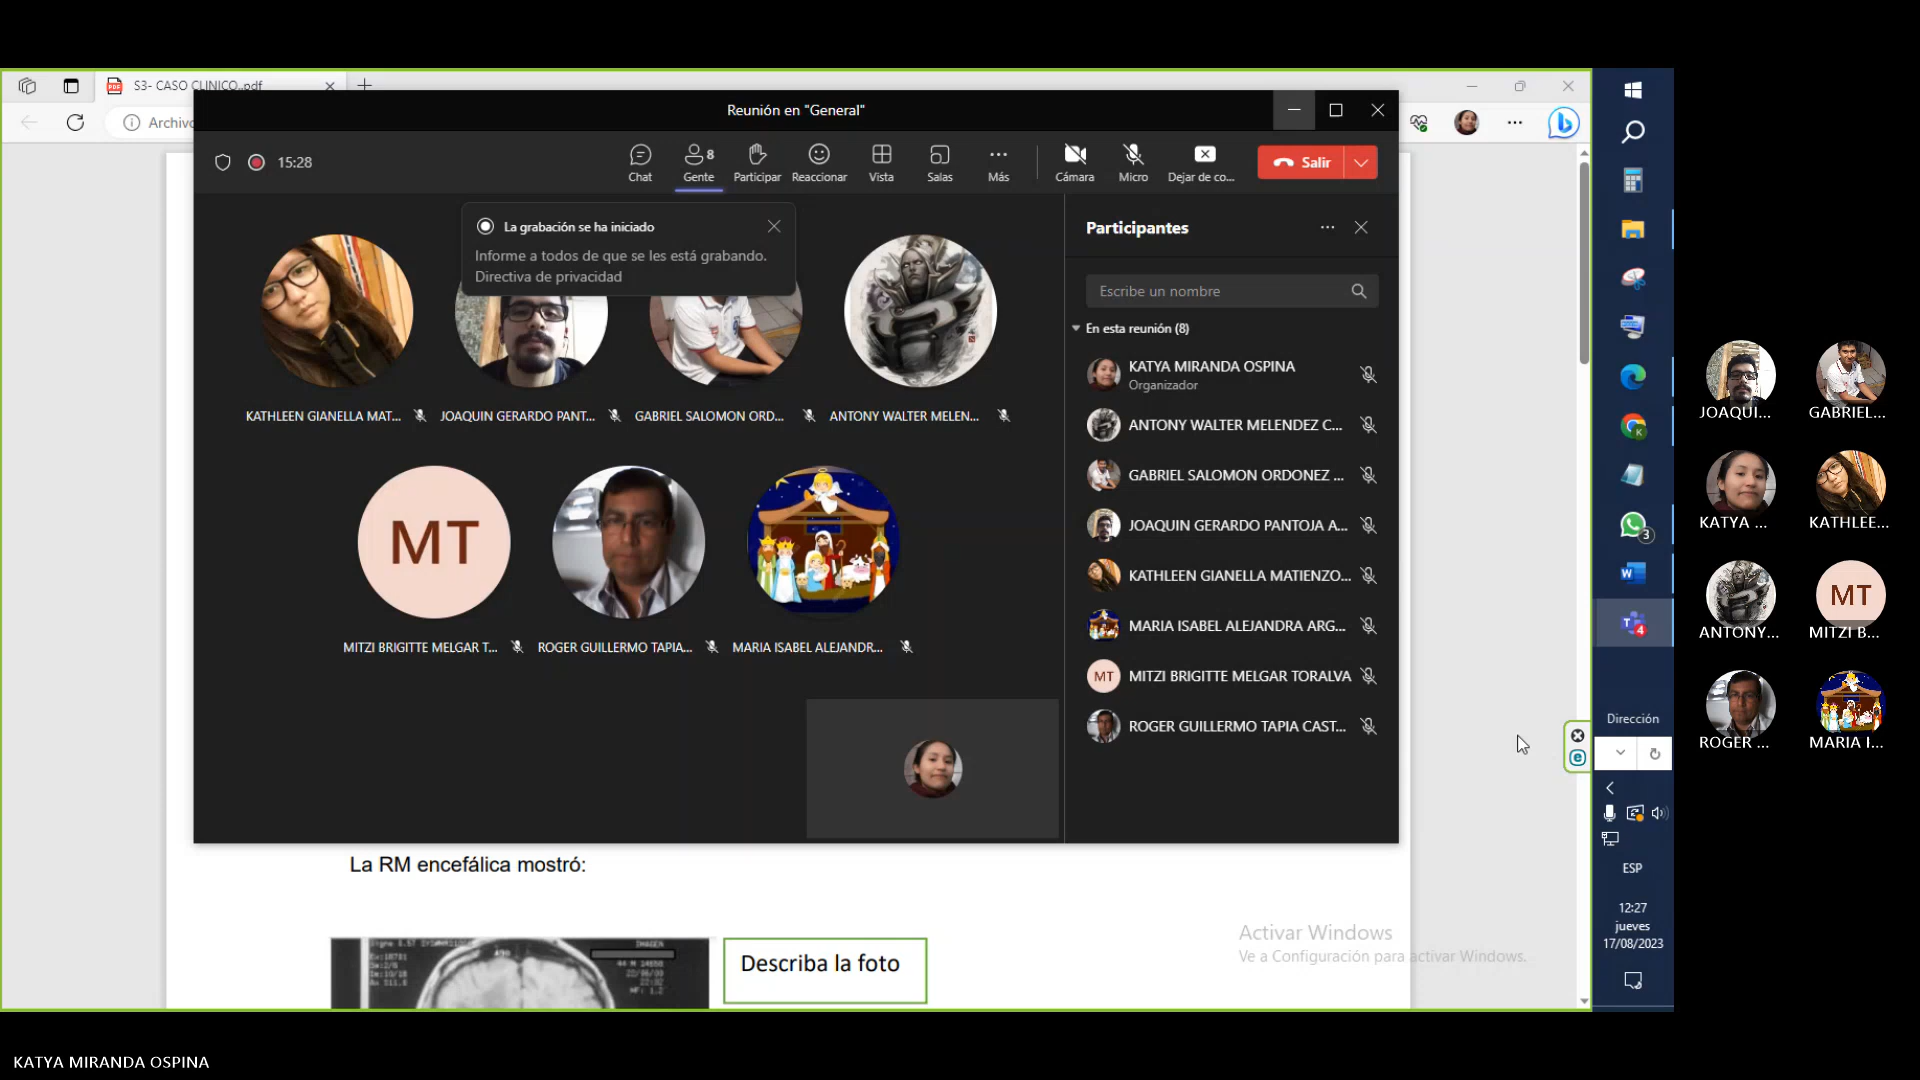 S3- CASO CLINICO..pdf
Archivo
Reunión en "General"
15:28
Chat
Gente
8
Participar
Reaccionar
Vista
Salas
Más
Cámara
Micro
Dejar de co...
Salir
La grabación se ha iniciado
Informe a todos de que se les está grabando.
Directiva de privacidad
KATHLEEN GIANELLA MAT...
JOAQUIN GERARDO PANT...
GABRIEL SALOMON ORD...
ANTONY WALTER MELEN...
MT
MITZI BRIGITTE MELGAR T...
ROGER GUILLERMO TAPIA...
MARIA ISABEL ALEJANDR...
Participantes
Escribe un nombre
En esta reunión (8)
KATYA MIRANDA OSPINA
Organizador
ANTONY WALTER MELENDEZ C...
GABRIEL SALOMON ORDONEZ ...
JOAQUIN GERARDO PANTOJA A...
KATHLEEN GIANELLA MATIENZO...
MARIA ISABEL ALEJANDRA ARG...
MT
MITZI BRIGITTE MELGAR TORALVA
ROGER GUILLERMO TAPIA CAST...
La RM encefálica mostró:
Describa la foto
Activar Windows
Ve a Configuración para activar Windows.
3
4
Dirección
ESP
12:27
jueves
17/08/2023
JOAQUI...
GABRIEL...
KATYA ...
KATHLEE...
ANTONY...
MT
MITZI B...
ROGER ...
MARIA I...
KATYA MIRANDA OSPINA